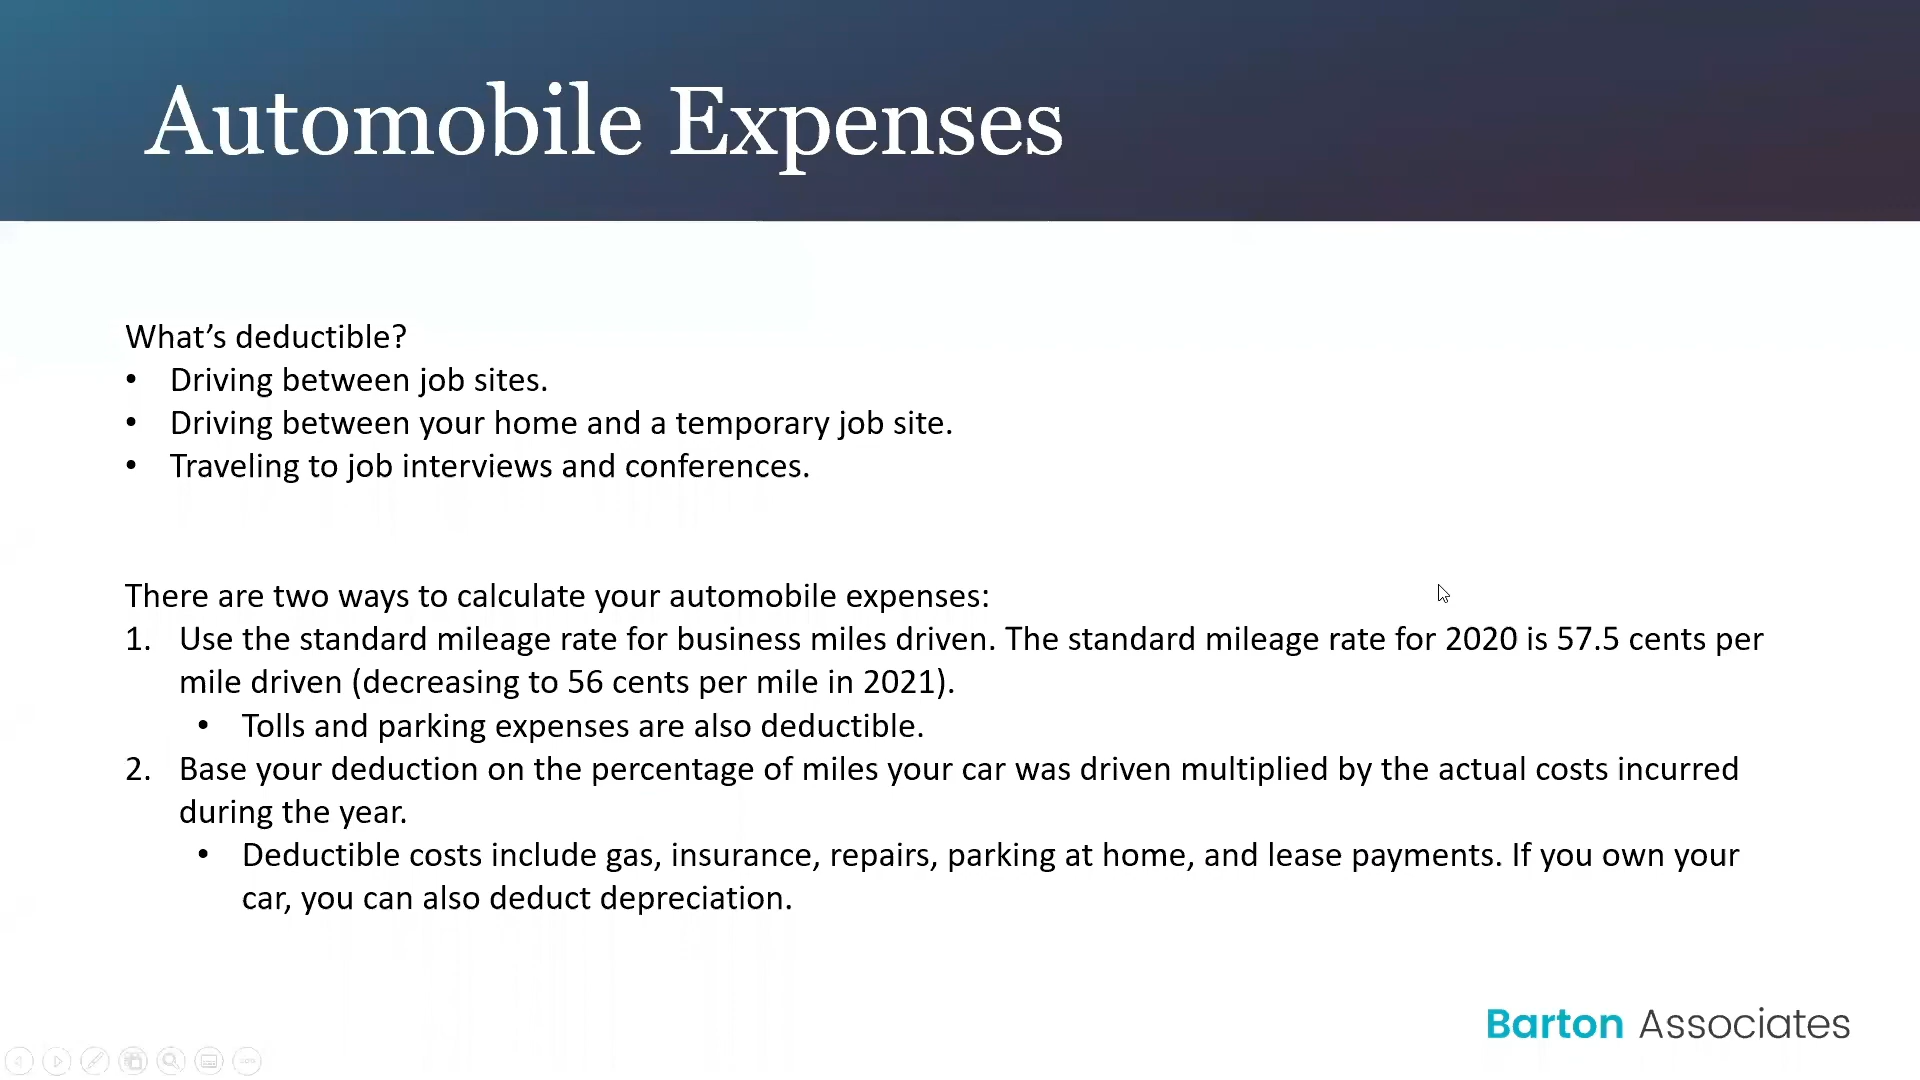 Automobile Expenses
What’s deductible?
• Driving between job sites.
• Driving between your home and a temporary job site.
• Traveling to job interviews and conferences.
There are two ways to calculate your automobile expenses:
1. Use the standard mileage rate for business miles driven. The standard mileage rate for 2020 is 57.5 cents per
mile driven (decreasing to 56 cents per mile in 2021).
• Tolls and parking expenses are also deductible.
2. Base your deduction on the percentage of miles your car was driven multiplied by the actual costs incurred
during the year.
• Deductible costs include gas, insurance, repairs, parking at home, and lease payments. If you own your
car, you can also deduct depreciation.
Barton Associates